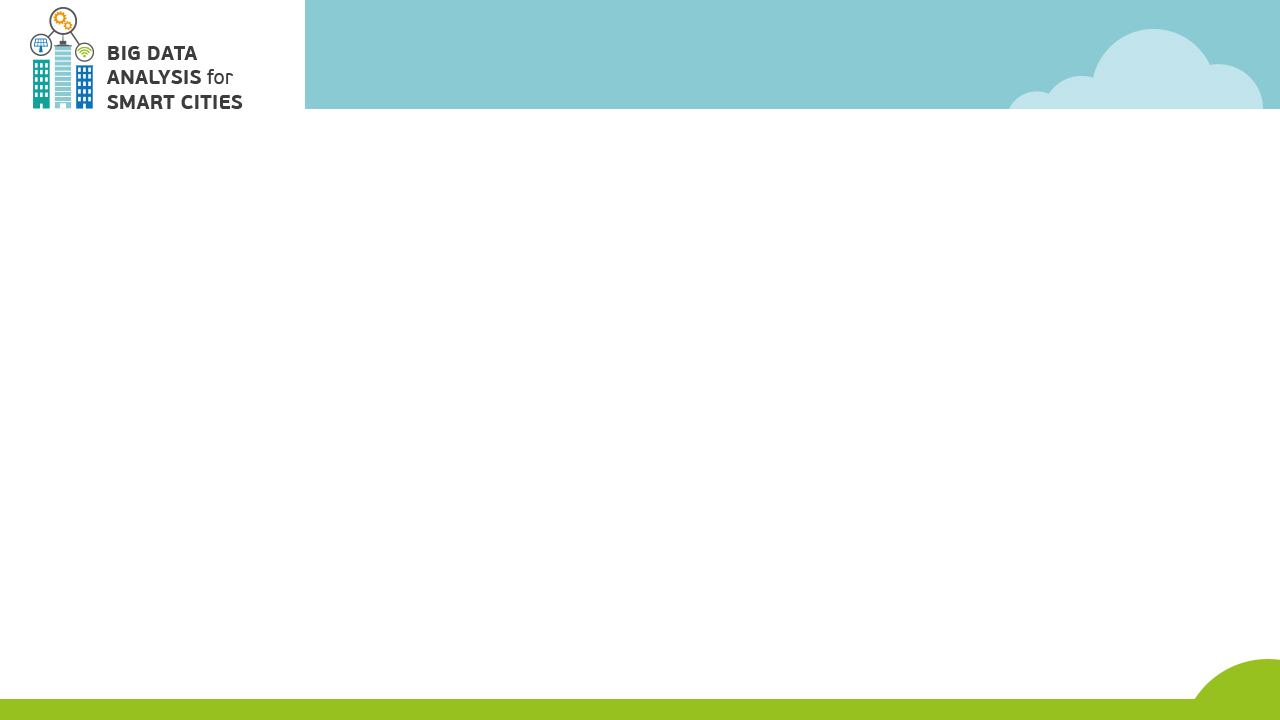 BIG DATA
ANALYSIS for
SMART CITIES